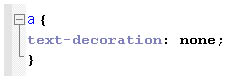 a {
text-decoration: none;
}